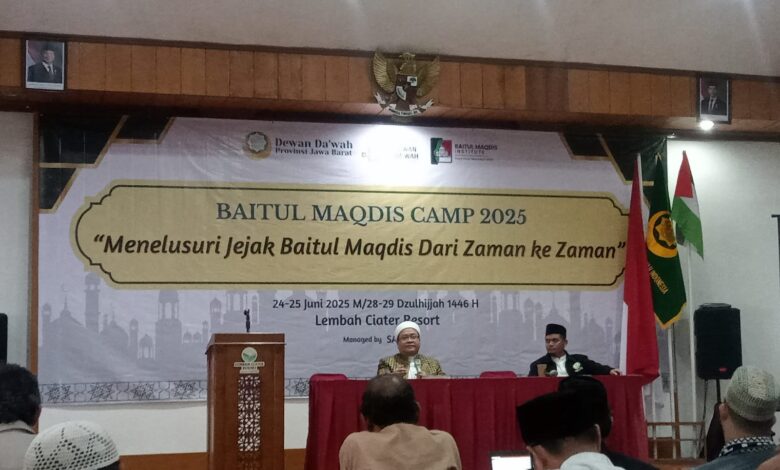 Dewan Da'wah
Provinsi Jawa Barat
BAITUL MAQDIS
INSTITUTE
BAITUL MAQDIS CAMP 2025
“Menelusuri Jejak Baitul Maqdis Dari Zaman ke Zaman”
24-25 Juni 2025 M/28-29 Dzulhijjah 1446 H
Lembah Ciater Resort
Managed by